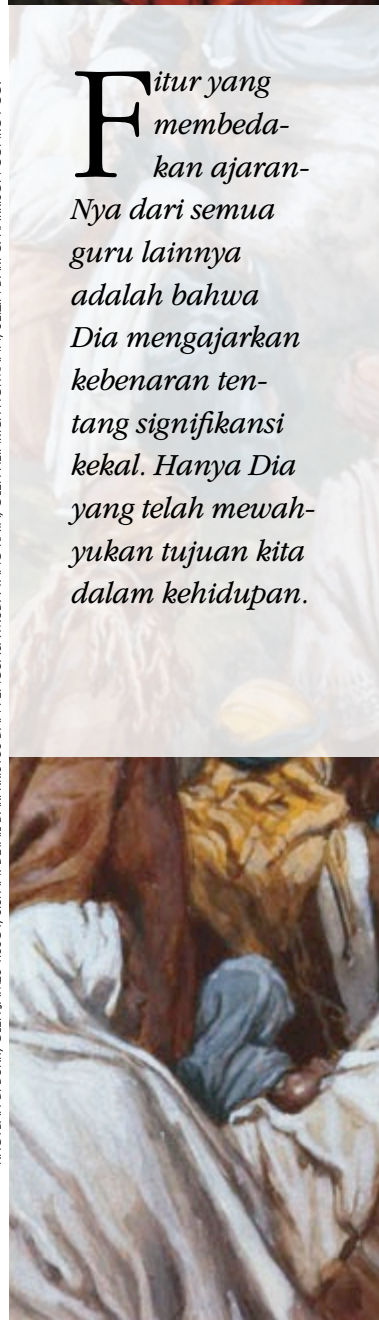 Fitur yang
membeda-
kan ajaran-
Nya dari semua
guru lainnya
adalah bahwa
Dia mengajarkan
kebenaran ten-
tang signifikansi
kekal. Hanya Dia
yang telah mewah-
yukan tujuan kita
dalam kehidupan.